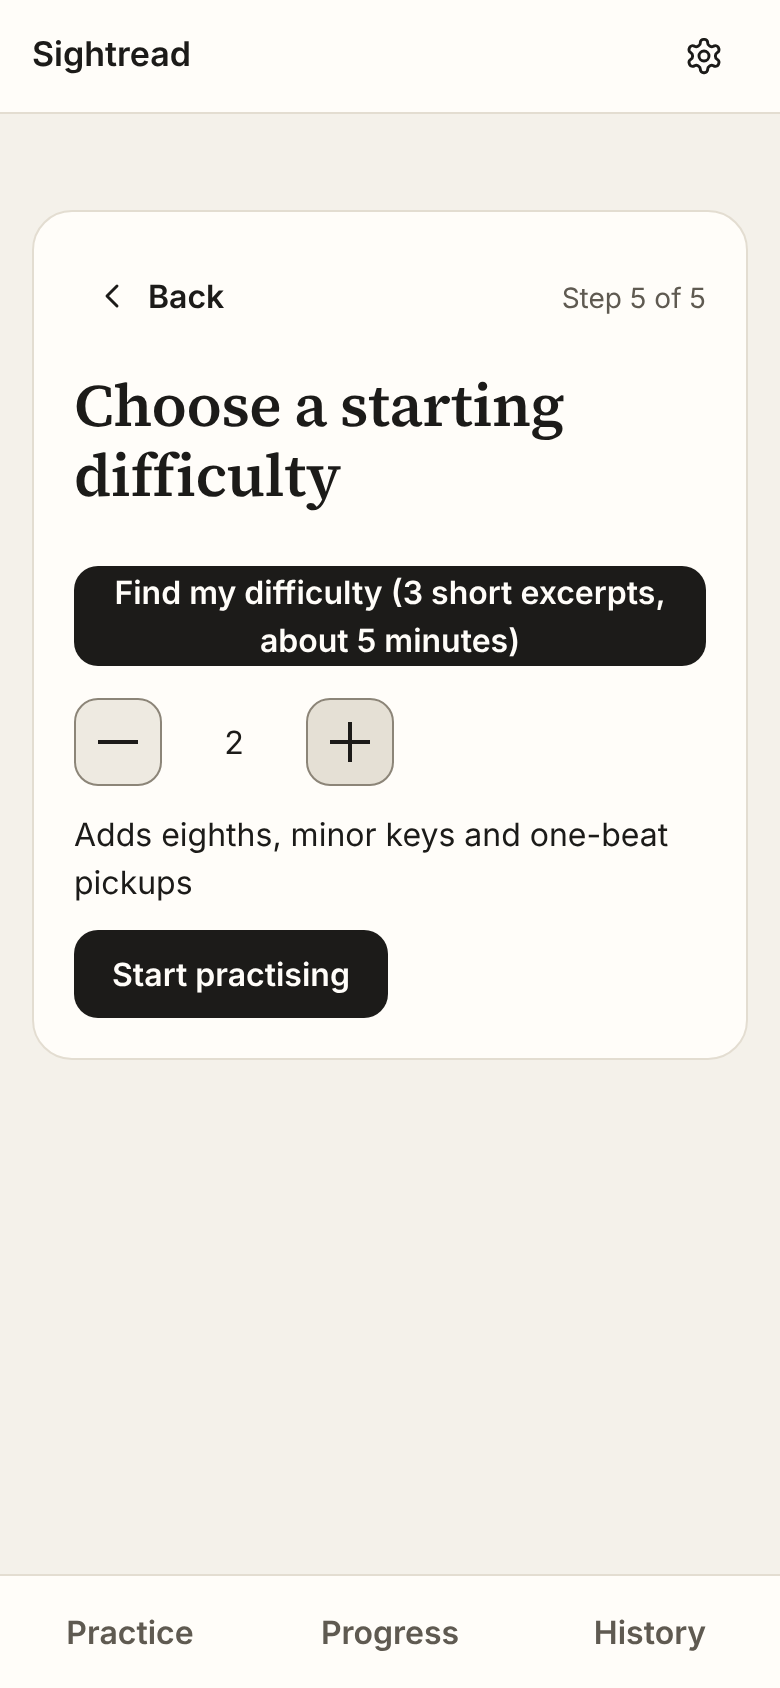 Sightread
Back
Step 5 of 5
Choose a starting
difficulty
Find my difficulty (3 short excerpts,
about 5 minutes)
2
Adds eighths, minor keys and one-beat
pickups
Start practising
Practice
Progress
History